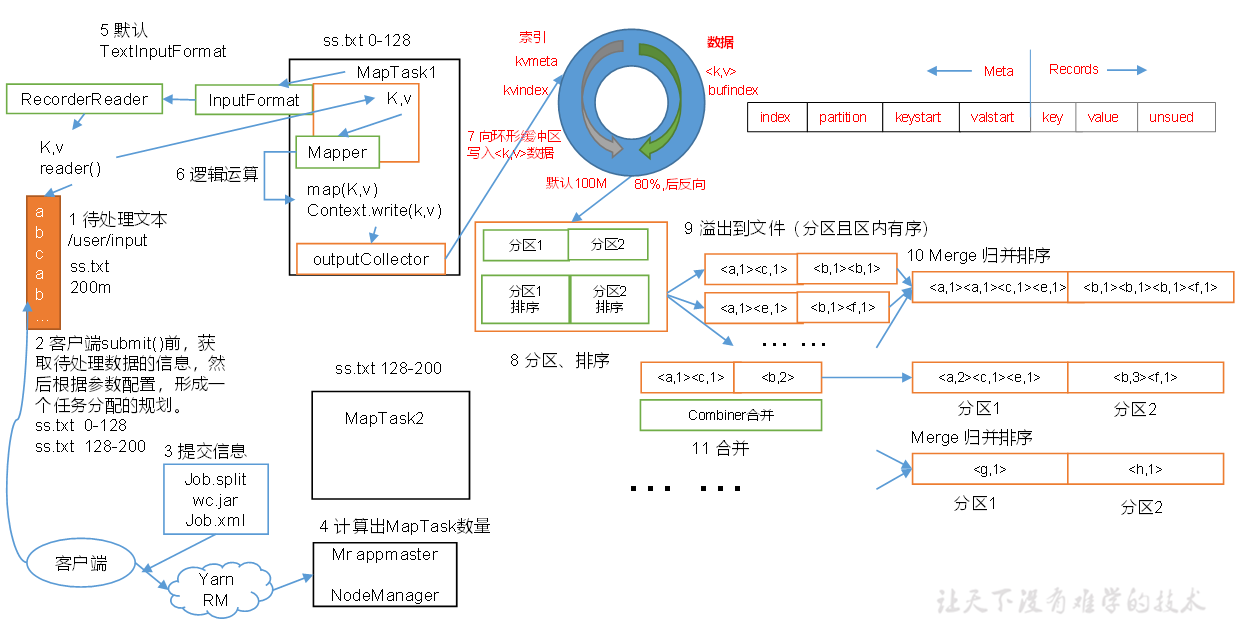 5 默认
TextInputFormat
RecorderReader
InputFormat
K,v
reader()
a
b
c
a
b
...
1 待处理文本
/user/input
ss.txt
200m
2 客户端submit()前，获
取待处理数据的信息，然
后根据参数配置，形成一
个任务分配的规划。
ss.txt 0-128
ss.txt 128-200
3 提交信息
Job.split
wc.jar
Job.xml
客户端
Yarn
RM
4 计算出MapTask数量
Mr appmaster
NodeManager
ss.txt 0-128
MapTask1
K,v
Mapper
6 逻辑运算
map(K,v)
Context.write(k,v)
outputCollector
ss.txt 128-200
MapTask2
索引
kvmeta
kvindex
数据
<k,v>
bufindex
7 向环形缓冲区
写入<k,v>数据
默认100M
80%,后反向
Meta
Records
index
partition
keystart
valstart
key
value
unsued
分区1
分区2
分区1
排序
分区2
排序
8 分区、排序
9 溢出到文件（分区且区内有序）
<a,1><c,1>
<b,1><b,1>
<a,1><e,1>
<b,1><f,1>
... ...
10 Merge 归并排序
<a,1><a,1><c,1><e,1>
<b,1><b,1><b,1><f,1>
<a,1><c,1>
<b,2>
Combiner合并
11 合并
<a,2><c,1><e,1>
<b,3><f,1>
分区1
分区2
Merge 归并排序
<g,1>
<h,1>
分区1
分区2
... ...
让天下没有难学的技术